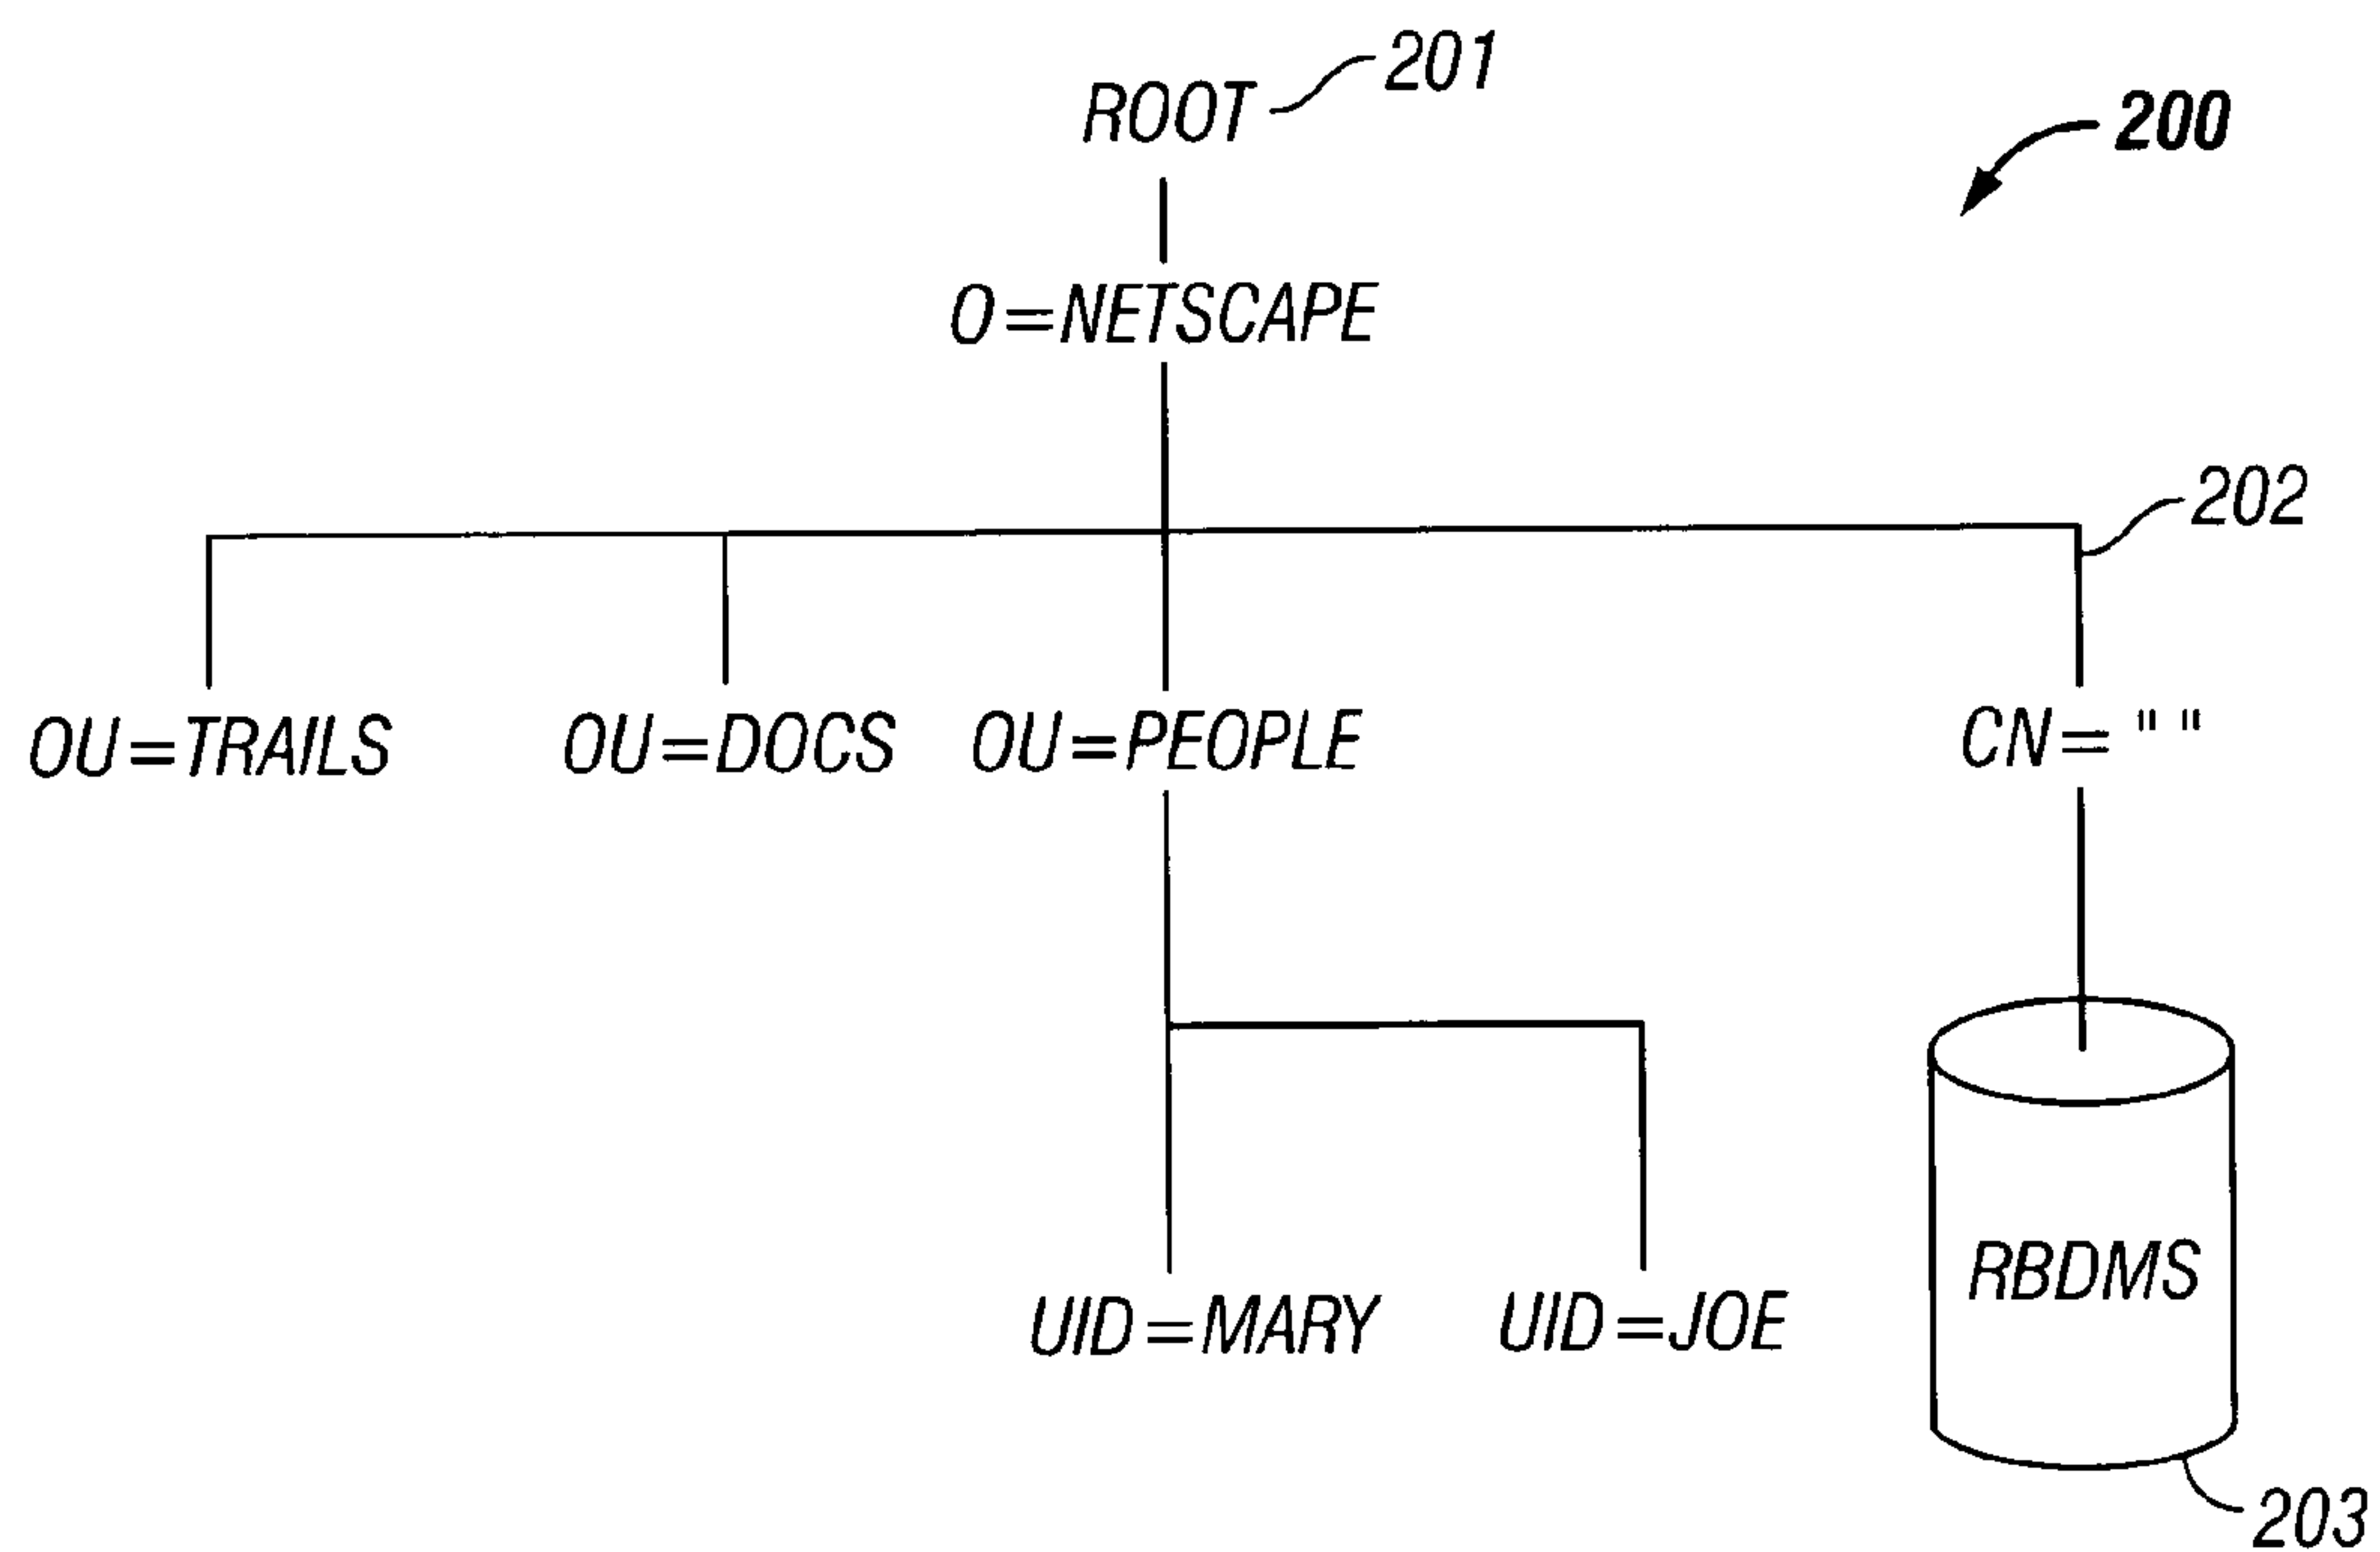 201
ROOT
200
O=NETSCAPE
202
OU=TRAILS OU=DOCS OU=PEOPLE CN=" "
RBDMS
UID=MARY UID=JOE
203